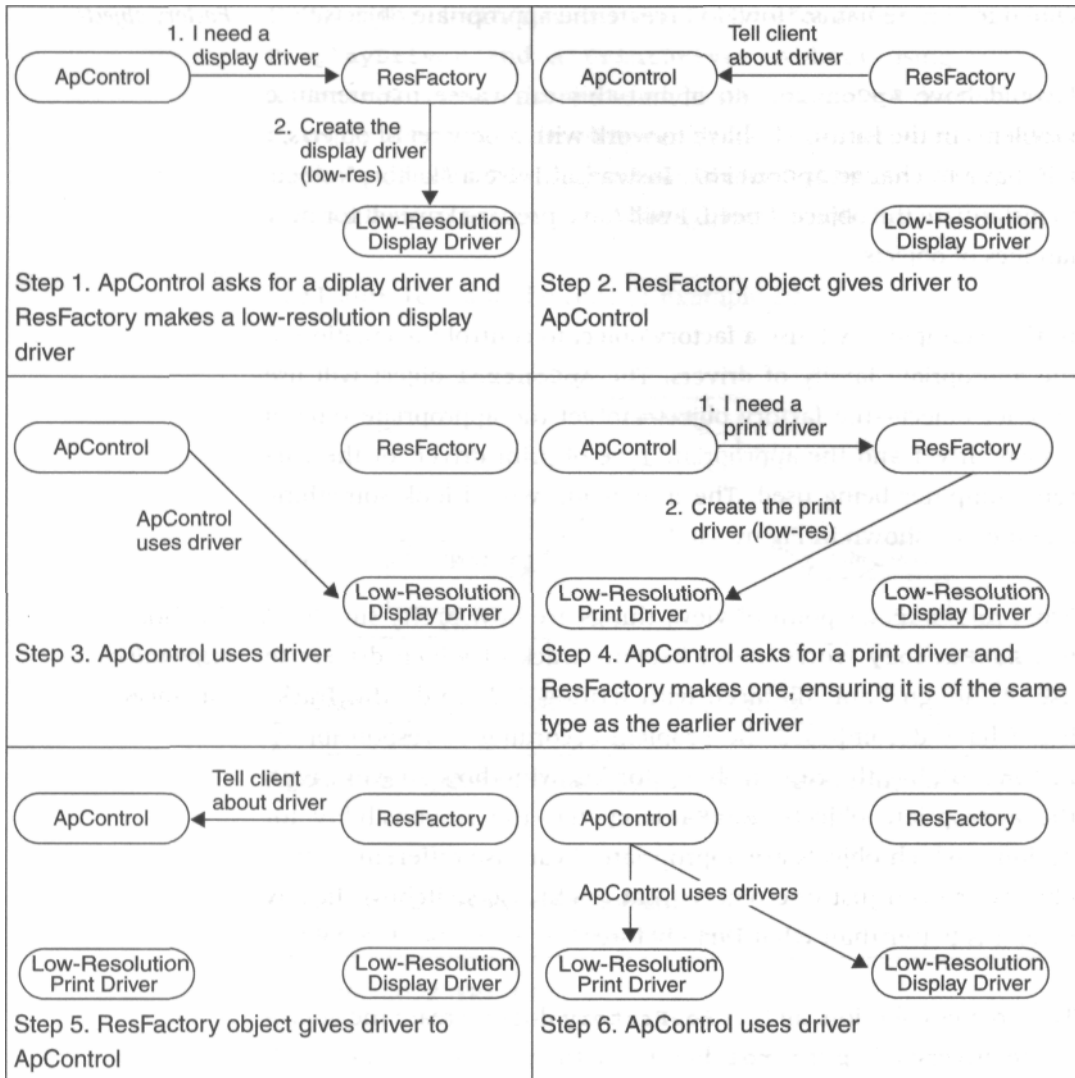 1. I need a
display driver
ApControl
ResFactory
2. Create the
display driver
(low-res)
Low-Resolution
Display Driver
Step 1. ApControl asks for a diplay driver and
ResFactory makes a low-resolution display
driver
Tell client
about driver
ApControl
ResFactory
Low-Resolution
Display Driver
Step 2. ResFactory object gives driver to
ApControl
ApControl
ResFactory
ApControl
uses driver
Low-Resolution
Display Driver
Step 3. ApControl uses driver
1. I need a
print driver
ApControl
ResFactory
2. Create the print
driver (low-res)
Low-Resolution
Print Driver
Low-Resolution
Display Driver
Step 4. ApControl asks for a print driver and
ResFactory makes one, ensuring it is of the same
type as the earlier driver
Tell client
about driver
ApControl
ResFactory
Low-Resolution
Print Driver
Low-Resolution
Display Driver
Step 5. ResFactory object gives driver to
ApControl
ApControl
ResFactory
ApControl uses drivers
Low-Resolution
Print Driver
Low-Resolution
Display Driver
Step 6. ApControl uses driver